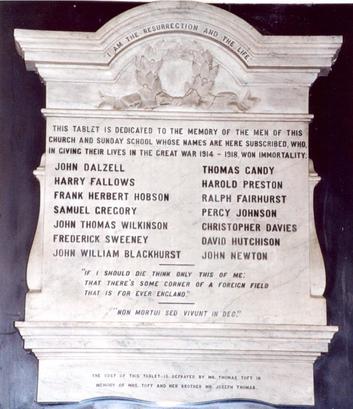 I AM THE RESURRECTION AND THE LIFE
THIS TABLET IS DEDICATED TO THE MEMORY OF THE MEN OF THIS
CHURCH AND SUNDAY SCHOOL WHOSE NAMES ARE HERE SUBSCRIBED, WHO,
IN GIVING THEIR LIVES IN THE GREAT WAR 1914 - 1918, WON IMMORTALITY:
JOHN DALZELL
HARRY FALLOWS
FRANK HERBERT HOBSON
SAMUEL GREGORY
JOHN THOMAS WILKINSON
FREDERICK SWEENEY
JOHN WILLIAM BLACKHURST
THOMAS CANDY
HAROLD PRESTON
RALPH FAIRHURST
PERCY JOHNSON
CHRISTOPHER DAVIES
DAVID HUTCHISON
JOHN NEWTON
"IF I SHOULD DIE THINK ONLY THIS OF ME:
THAT THERE'S SOME CORNER OF A FOREIGN FIELD
THAT IS FOR EVER ENGLAND."
"NON MORTUI SED VIVUNT IN DEO."
THE COST OF THIS TABLET IS DEFRAYED BY MR. THOMAS TOFT IN
MEMORY OF MRS. TOFT AND HER BROTHER MR. JOSEPH THOMAS.